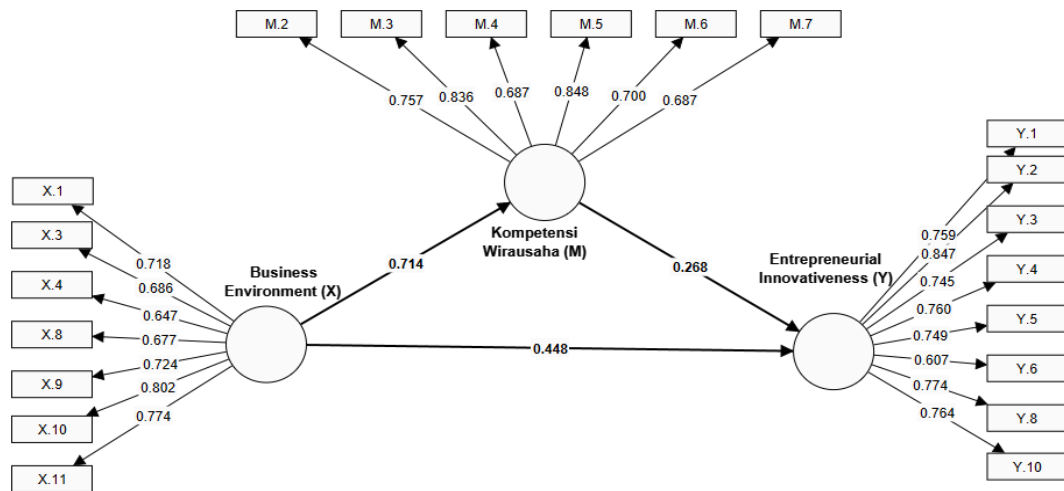 M.2
M.3
M.4
M.5
M.6
M.7
0.757
0.836
0.687
0.848
0.700
0.687
Kompetensi
Wirausaha (M)
X.1
X.3
X.4
X.8
X.9
X.10
X.11
0.718
0.686
0.647
0.677
0.724
0.802
0.774
Business
Environment (X)
0.714
0.268
0.448
Entrepreneurial
Innovativeness (Y)
0.759
0.847
0.745
0.760
0.749
0.607
0.774
0.764
Y.1
Y.2
Y.3
Y.4
Y.5
Y.6
Y.8
Y.10